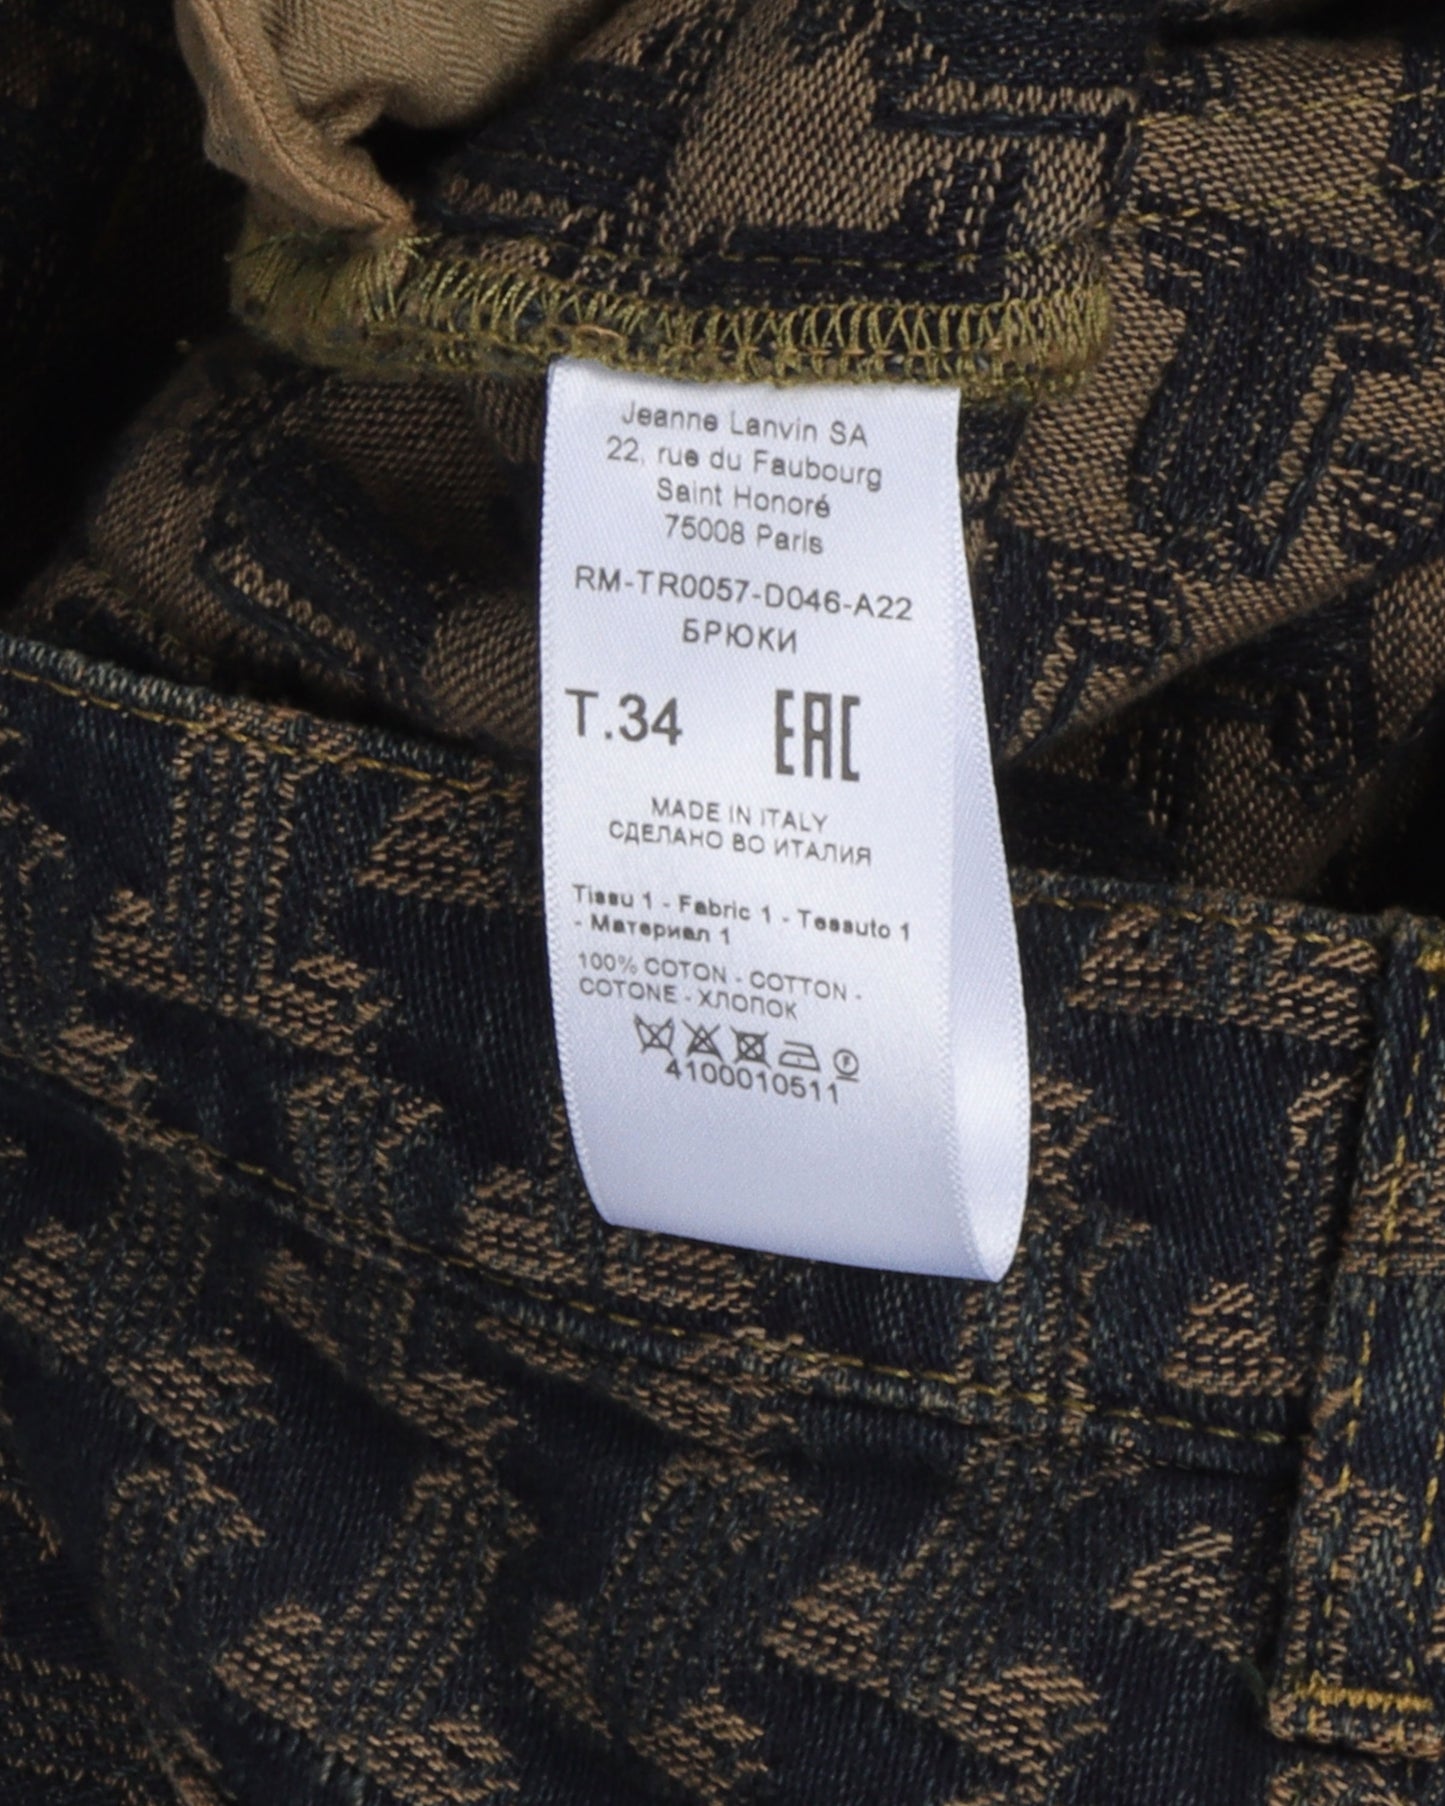 Jeanne Lanvin SA
22, rue du Faubourg
Saint Honoré
75008 Paris
RM-TR0057-D046-A22
БРЮКИ
T.34 EAC
MADE IN ITALY
СДЕЛАНО ВО ИТАЛИЯ
Tissu 1 - Fabric 1 - Tessuto 1
- Материал 1
100% COTON - COTTON -
COTONE - ХЛОПОК
4100010511